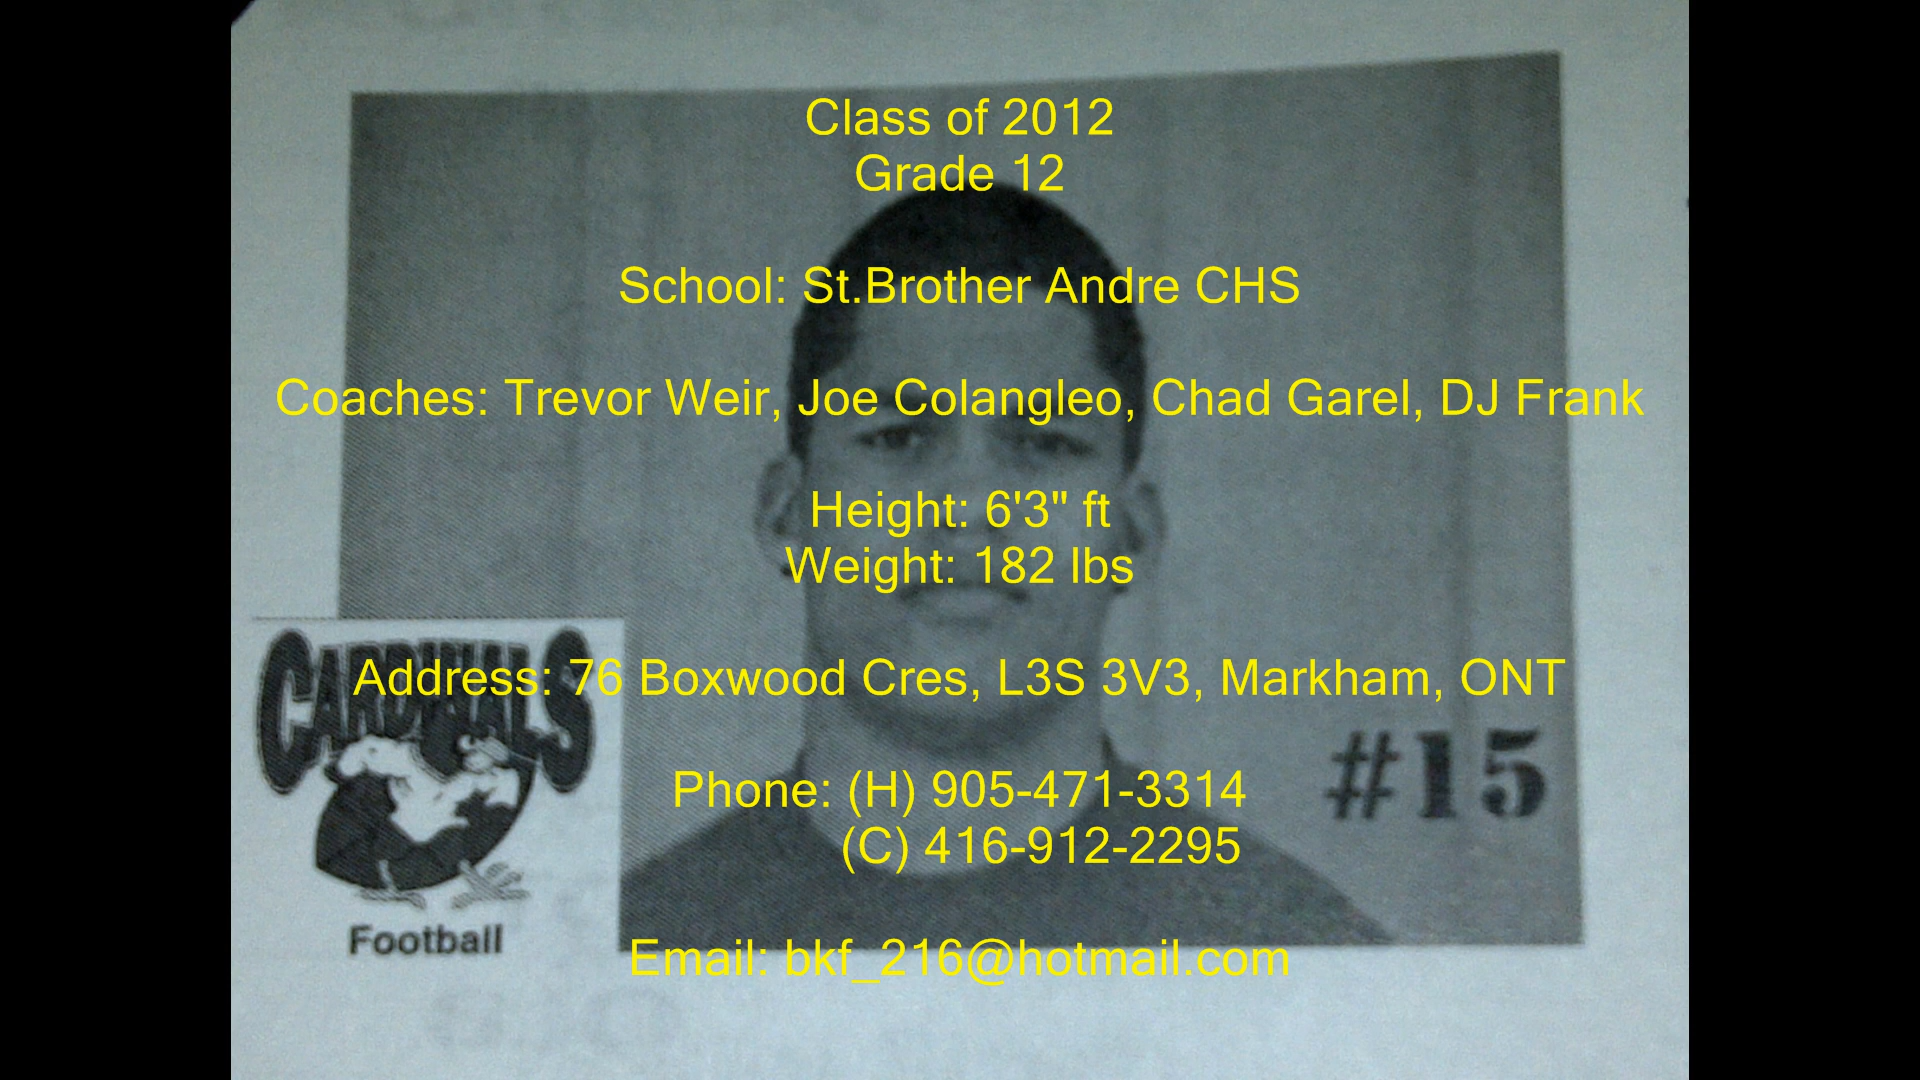 Class of 2012
Grade 12
School: St.Brother Andre CHS
Coaches: Trevor Weir, Joe Colangleo, Chad Garel, DJ Frank
Height: 6'3" ft
Weight: 182 lbs
CARDINALS
Address: 76 Boxwood Cres, L3S 3V3, Markham, ONT
#15
Phone: (H) 905-471-3314
(C) 416-912-2295
Football
Email: bkf_216@hotmail.com